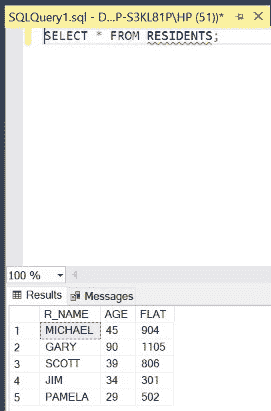 SQLQuery1.sql - D...P-S3KL81P\HP (51))*
SELECT * FROM RESIDENTS;
100 %
Results Messages
R_NAME AGE FLAT
1 MICHAEL 45 904
2 GARY 90 1105
3 SCOTT 39 806
4 JIM 34 301
5 PAMELA 29 502